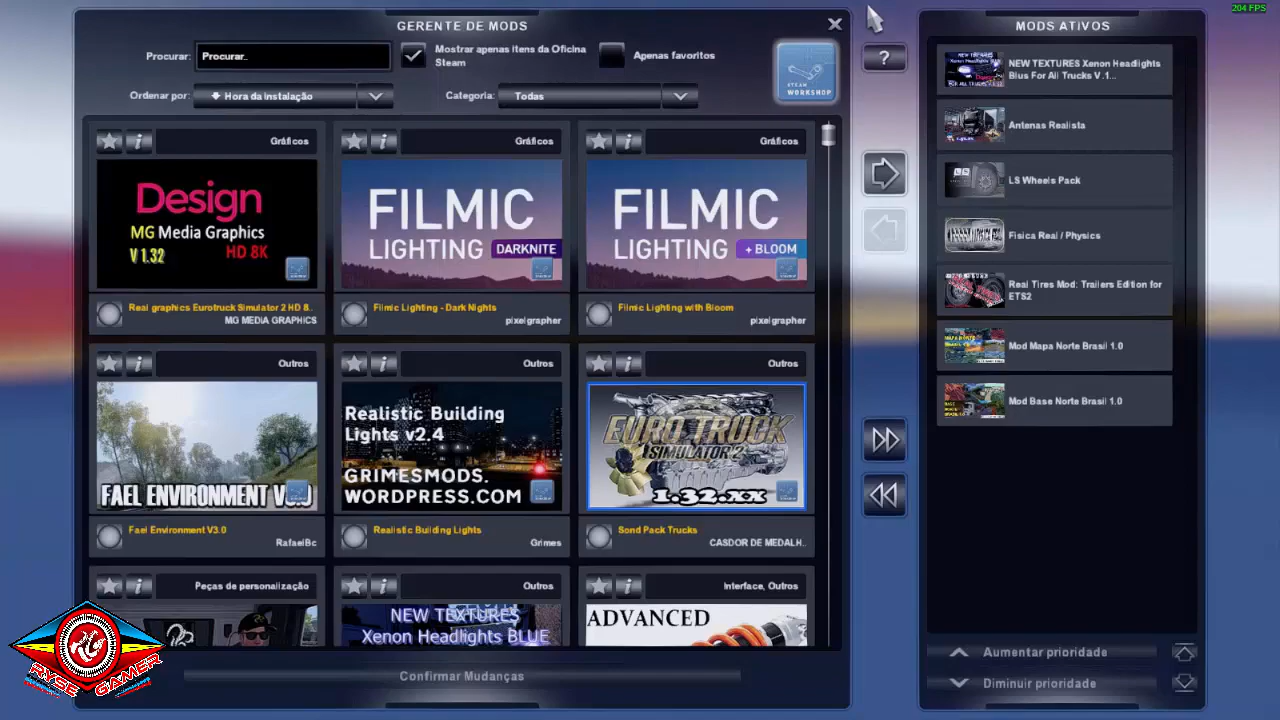 204 FPS
GERENTE DE MODS
Procurar:
Procurar..
Mostrar apenas itens da Oficina
Steam
Apenas favoritos
STEAM
WORKSHOP
Ordenar por:
Hora da instalação
Categoria:
Todas
Gráficos
Gráficos
Gráficos
Design
MG Media Graphics
V 1.32
HD 8K
FILMIC
LIGHTING
DARKNITE
FILMIC
LIGHTING
+ BLOOM
Real graphics Eurotruck Simulator 2 HD 8..
MG MEDIA GRAPHICS
Filmic Lighting - Dark Nights
pixelgrapher
Filmic Lighting with Bloom
pixelgrapher
Outros
Outros
Outros
FAEL ENVIRONMENT V3.0
Realistic Building
Lights v2.4
GRIMESMODS.
WORDPRESS.COM
EURO TRUCK
SIMULATOR 2
1.32.xx
Fael Environment V3.0
RafaelBc
Realistic Building Lights
Grimes
Sond Pack Trucks
CASDOR DE MEDALH..
Peças de personalização
Outros
Interface, Outros
NEW TEXTURES
Xenon Headlights BLUE
ADVANCED
Confirmar Mudanças
RYSE GAMER
?
MODS ATIVOS
NEW TEXTURES Xenon Headlights
Blus For All Trucks V .1...
Antenas Realista
LS Wheels Pack
Fisica Real / Physics
Real Tires Mod: Trailers Edition for
ETS2
Mod Mapa Norte Brasil 1.0
Mod Base Norte Brasil 1.0
Aumentar prioridade
Diminuir prioridade